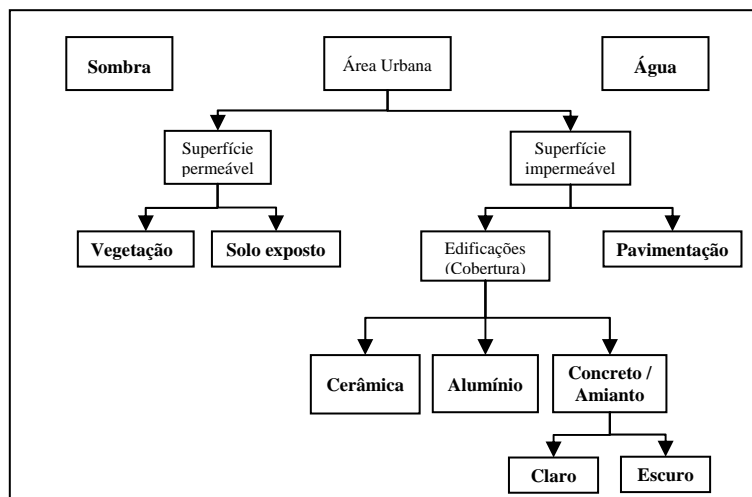 Sombra
Área Urbana
Água
Superfície
permeável
Superfície
impermeável
Vegetação
Solo exposto
Edificações
(Cobertura)
Pavimentação
Cerâmica
Alumínio
Concreto /
Amianto
Claro
Escuro